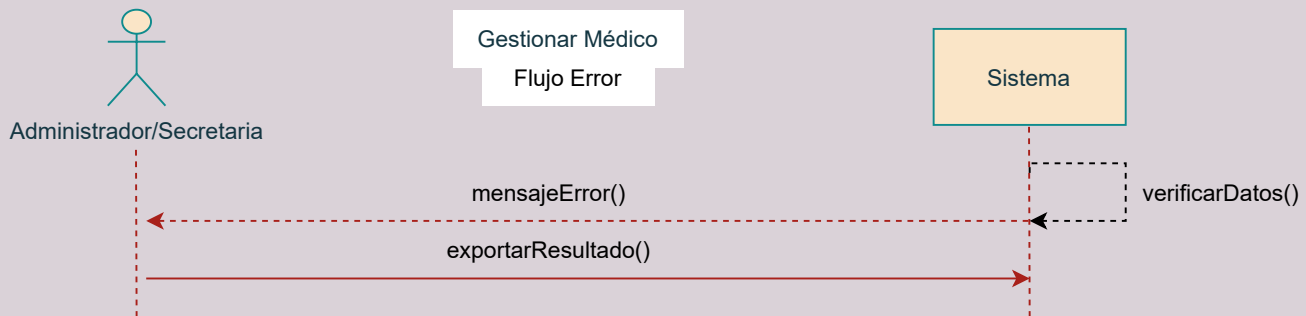 Gestionar Médico
Flujo Error
Sistema
Administrador/Secretaria
mensajeError()
verificarDatos()
exportarResultado()